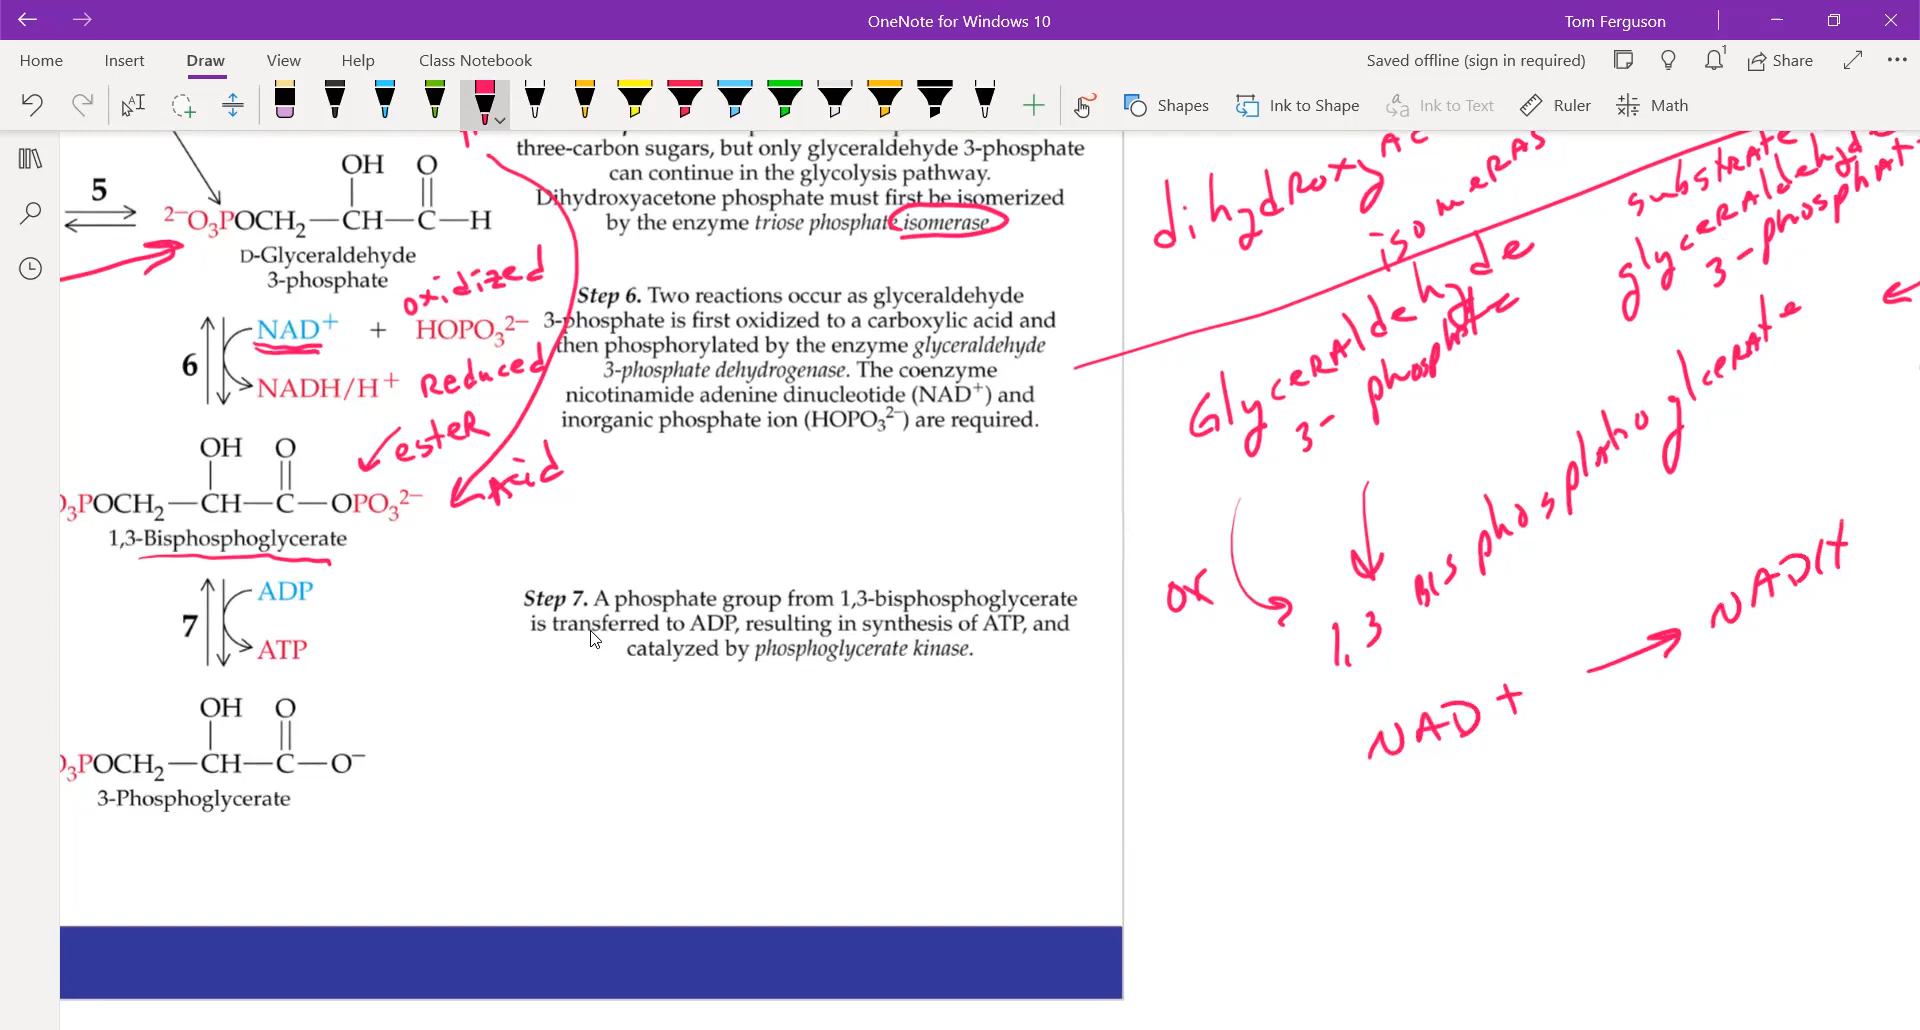 OneNote for Windows 10
Tom Ferguson
Home
Insert
Draw
View
Help
Class Notebook
Saved offline (sign in required)
1
Share
Shapes
Ink to Shape
Ink to Text
Ruler
Math
OH O
5
²⁻O₃POCH₂—CH—C—H
D-Glyceraldehyde
3-phosphate
oxidized
NAD⁺ + HOPO₃²⁻
6
NADH/H⁺
Reduced
ester
Acid
OH O
O₃POCH₂—CH—C—OPO₃²⁻
1,3-Bisphosphoglycerate
ADP
7
ATP
OH O
O₃POCH₂—CH—C—O⁻
3-Phosphoglycerate
three-carbon sugars, but only glyceraldehyde 3-phosphate
can continue in the glycolysis pathway.
Dihydroxyacetone phosphate must first be isomerized
by the enzyme triose phosphate isomerase.
Step 6. Two reactions occur as glyceraldehyde
3-phosphate is first oxidized to a carboxylic acid and
then phosphorylated by the enzyme glyceraldehyde
3-phosphate dehydrogenase. The coenzyme
nicotinamide adenine dinucleotide (NAD⁺) and
inorganic phosphate ion (HOPO₃²⁻) are required.
Step 7. A phosphate group from 1,3-bisphosphoglycerate
is transferred to ADP, resulting in synthesis of ATP, and
catalyzed by phosphoglycerate kinase.
dihydroxyac
isomeras
substrate
glyceraldehyd
3-phosphat
Glyceraldehyde
3- phosphate
or
1,3 Bisphosphoglcerate
NAD+
NADH